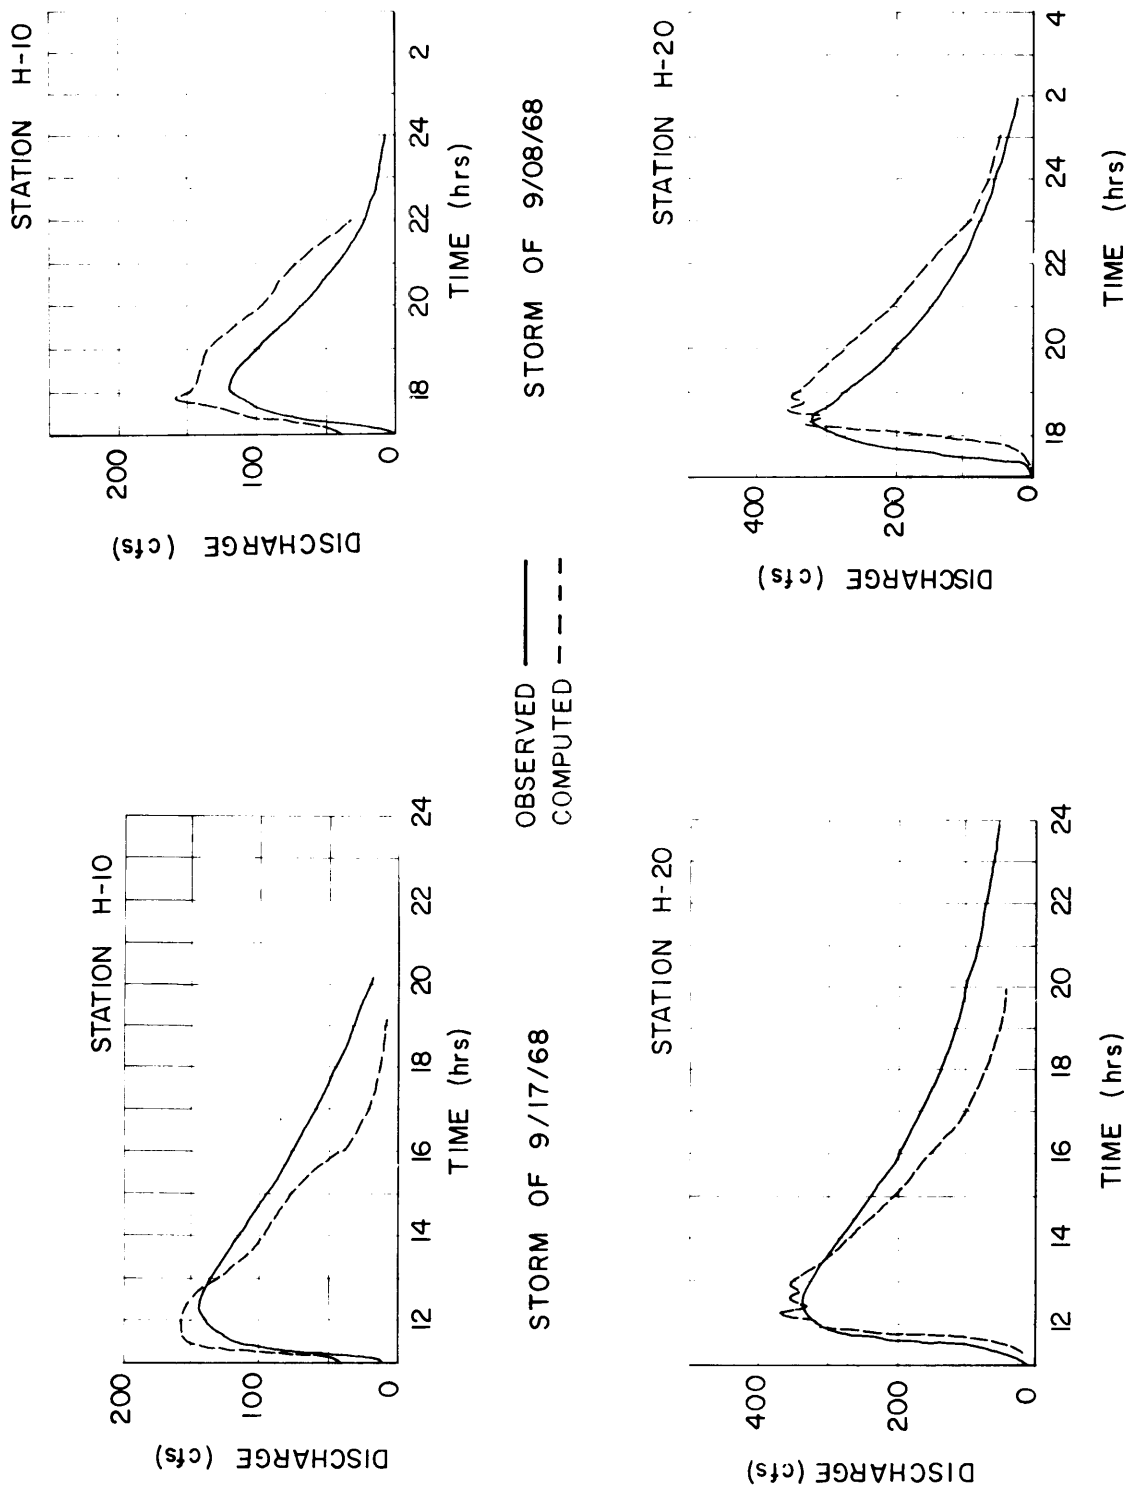 STATION H-10
200
100
0
DISCHARGE (cfs)
12
14
16
18
20
22
24
TIME (hrs)
STORM OF 9/17/68
STATION H-20
400
200
0
DISCHARGE (cfs)
12
14
16
18
20
22
24
TIME (hrs)
OBSERVED
COMPUTED
STATION H-10
200
100
0
DISCHARGE (cfs)
18
20
22
24
2
TIME (hrs)
STORM OF 9/08/68
STATION H-20
400
200
0
DISCHARGE (cfs)
18
20
22
24
2
4
TIME (hrs)